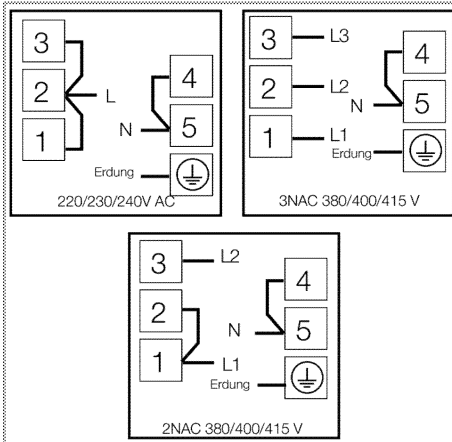 3
2 L
1
4
N 5
Erdung
220/230/240V AC
3 L3
2 L2
1 L1
4
N 5
Erdung
3NAC 380/400/415 V
3 L2
2
1 L1
4
N 5
Erdung
2NAC 380/400/415 V